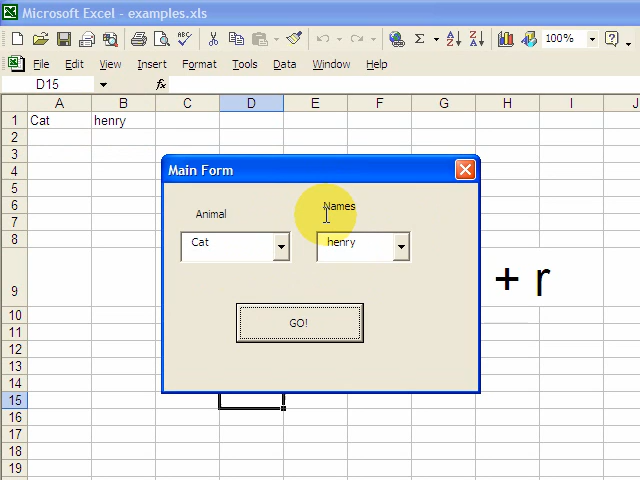 Microsoft Excel - examples.xls
100%
File Edit View Insert Format Tools Data Window Help
D15 fx
A B C D E F G H I J
1 Cat henry
2
3
4
5
6
7
8
9
10
11
12
13
14
15
16
17
18
19
Main Form
Animal Names
Cat henry
GO!
+ r